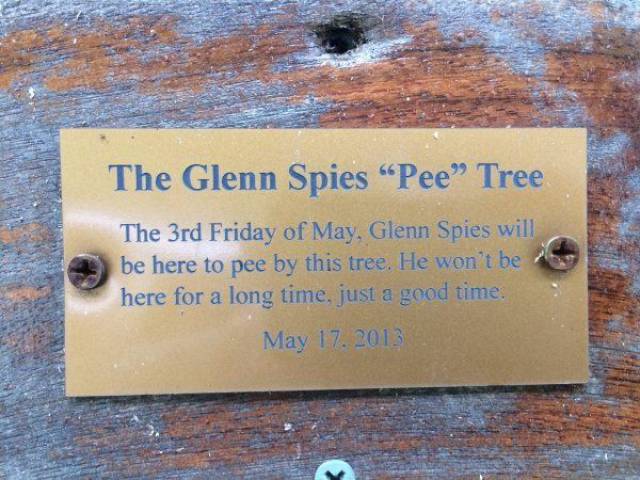 The Glenn Spies “Pee” Tree
The 3rd Friday of May, Glenn Spies will
be here to pee by this tree. He won't be
here for a long time, just a good time.
May 17, 2013